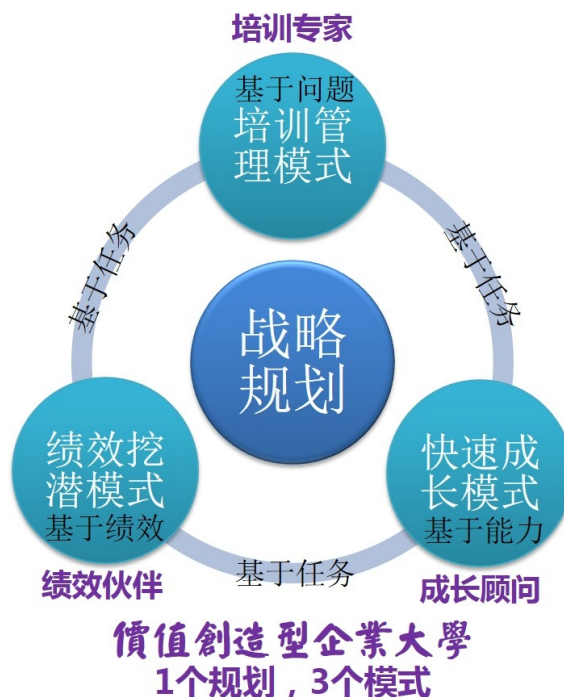 培训专家
基于问题
培训管
理模式
基于任务
基于任务
战略
规划
绩效挖
潜模式
基于绩效
快速成
长模式
基于能力
绩效伙伴
基于任务
成长顾问
價值創造型企業大學
1个规划，3个模式